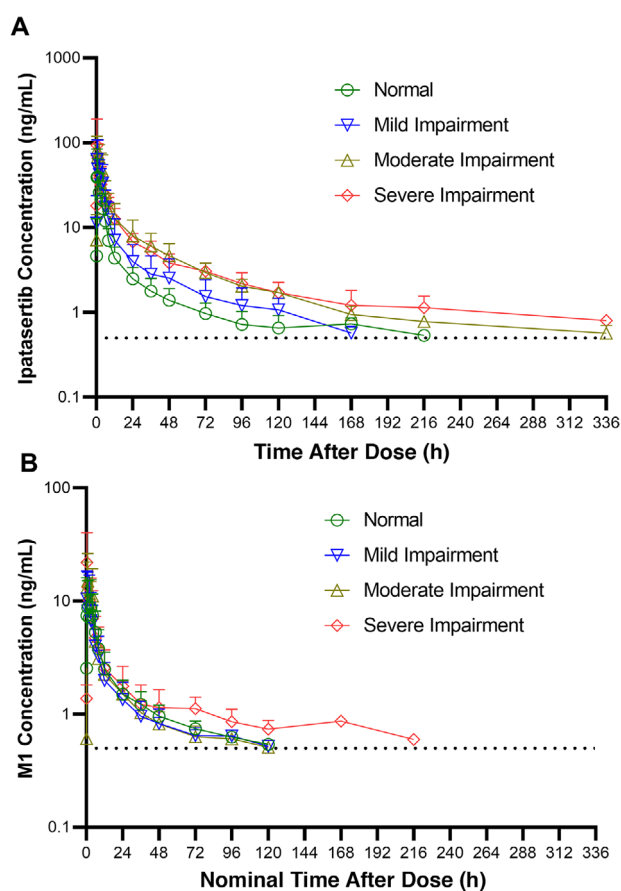 A
1000
100
10
1
0.1
Ipatasertib Concentration (ng/mL)
Normal
Mild Impairment
Moderate Impairment
Severe Impairment
0 24 48 72 96 120 144 168 192 216 240 264 288 312 336
Time After Dose (h)
B
100
10
1
0.1
M1 Concentration (ng/mL)
Normal
Mild Impairment
Moderate Impairment
Severe Impairment
0 24 48 72 96 120 144 168 192 216 240 264 288 312 336
Nominal Time After Dose (h)